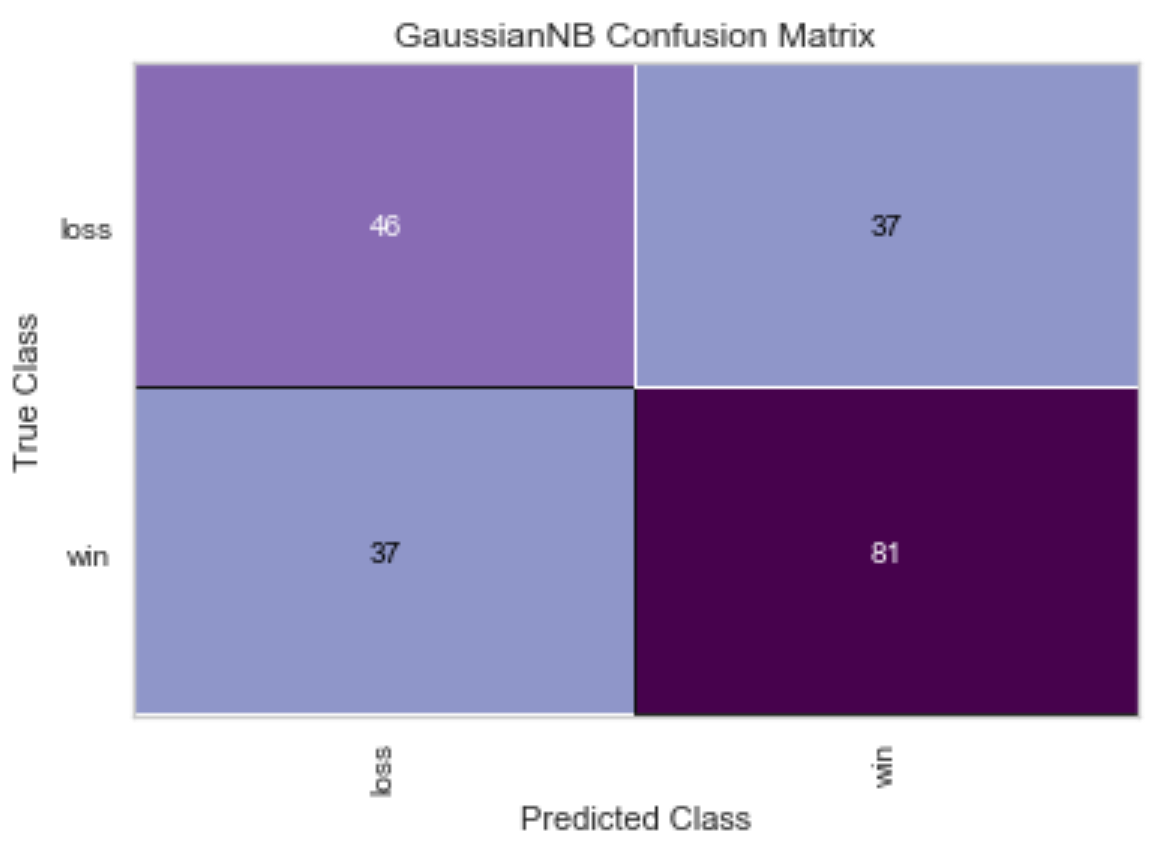 GaussianNB Confusion Matrix
loss
46
37
True Class
win
37
81
loss
win
Predicted Class